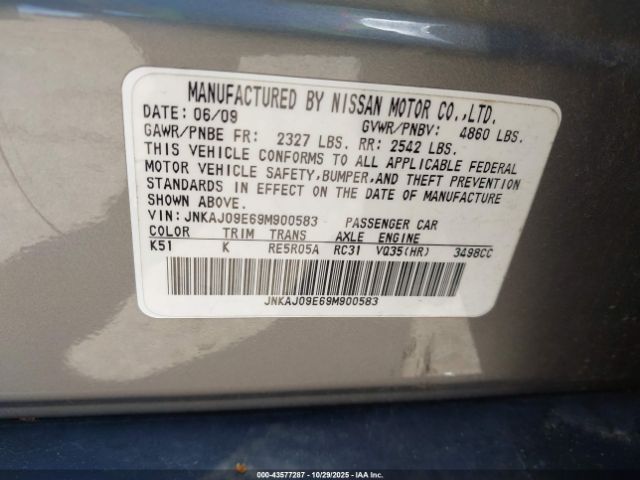 MANUFACTURED BY NISSAN MOTOR CO.,LTD.
DATE: 06/09 GVWR/PNBV: 4860 LBS.
GAWR/PNBE FR: 2327 LBS. RR: 2542 LBS.
THIS VEHICLE CONFORMS TO ALL APPLICABLE FEDERAL
MOTOR VEHICLE SAFETY,BUMPER,AND THEFT PREVENTION
STANDARDS IN EFFECT ON THE DATE OF MANUFACTURE
SHOWN ABOVE.
VIN: JNKAJ09E69M900583 PASSENGER CAR
COLOR TRIM TRANS AXLE ENGINE
K51 K RE5R05A RC31 VQ35(HR) 3498CC
JNKAJ09E69M900583
Stock #: 43577287 - 10/29/2025 - IAA Inc.